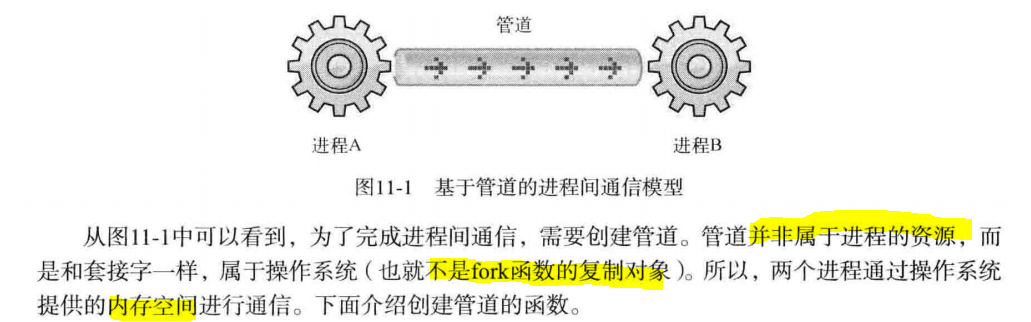 管道
进程A
进程B
图11-1 基于管道的进程间通信模型
从图11-1中可以看到，为了完成进程间通信，需要创建管道。管道并非属于进程的资源，而
是和套接字一样，属于操作系统（也就不是fork函数的复制对象）。所以，两个进程通过操作系统
提供的内存空间进行通信。下面介绍创建管道的函数。